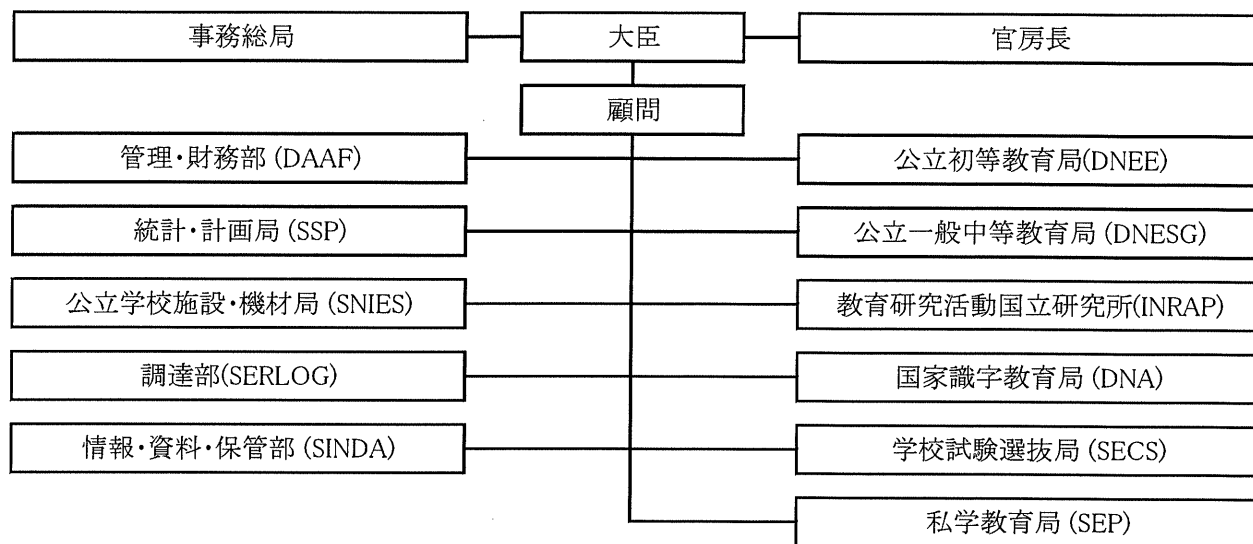 事務総局
大臣
官房長
顧問
管理・財務部 (DAAF)
公立初等教育局(DNEE)
統計・計画局 (SSP)
公立一般中等教育局 (DNESG)
公立学校施設・機材局 (SNIES)
教育研究活動国立研究所(INRAP)
調達部(SERLOG)
国家識字教育局 (DNA)
情報・資料・保管部 (SINDA)
学校試験選抜局 (SECS)
私学教育局 (SEP)